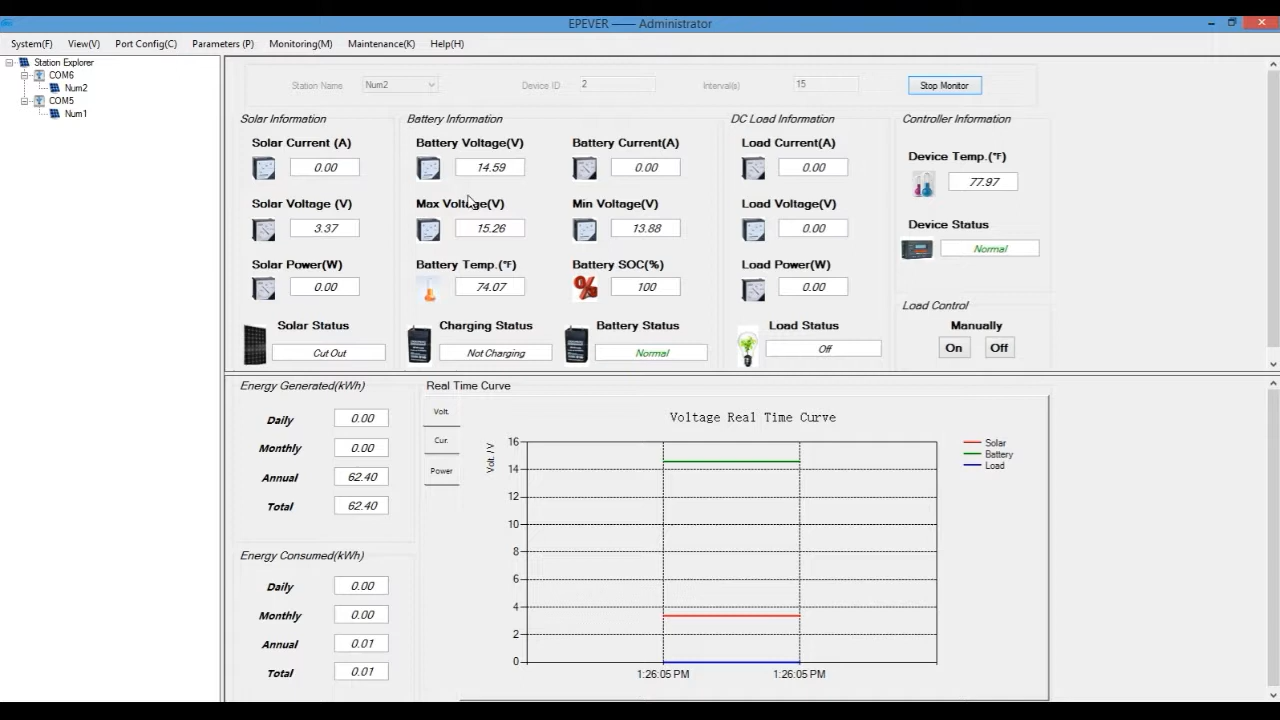 EPEVER —— Administrator
System(F) View(V) Port Config(C) Parameters (P) Monitoring(M) Maintenance(K) Help(H)
Station Explorer
COM6
Num2
COM5
Num1
Station Name Num2 Device ID 2 Interval(s) 15 Stop Monitor
Solar Information
Solar Current (A)
0.00
Solar Voltage (V)
3.37
Solar Power(W)
0.00
Solar Status
Cut Out
Battery Information
Battery Voltage(V) Battery Current(A)
14.59 0.00
Max Voltage(V) Min Voltage(V)
15.26 13.88
Battery Temp.(°F) Battery SOC(%)
74.07 % 100
Charging Status Battery Status
Not Charging Normal
DC Load Information
Load Current(A)
0.00
Load Voltage(V)
0.00
Load Power(W)
0.00
Load Status
Off
Controller Information
Device Temp.(°F)
77.97
Device Status
Normal
Load Control
Manually
On Off
Energy Generated(kWh)
Daily 0.00
Monthly 0.00
Annual 62.40
Total 62.40
Energy Consumed(kWh)
Daily 0.00
Monthly 0.00
Annual 0.01
Total 0.01
Real Time Curve
Volt.
Cur.
Power
Voltage Real Time Curve
Vol. / V
16
14
12
10
8
6
4
2
0
1:26:05 PM 1:26:05 PM
Solar
Battery
Load